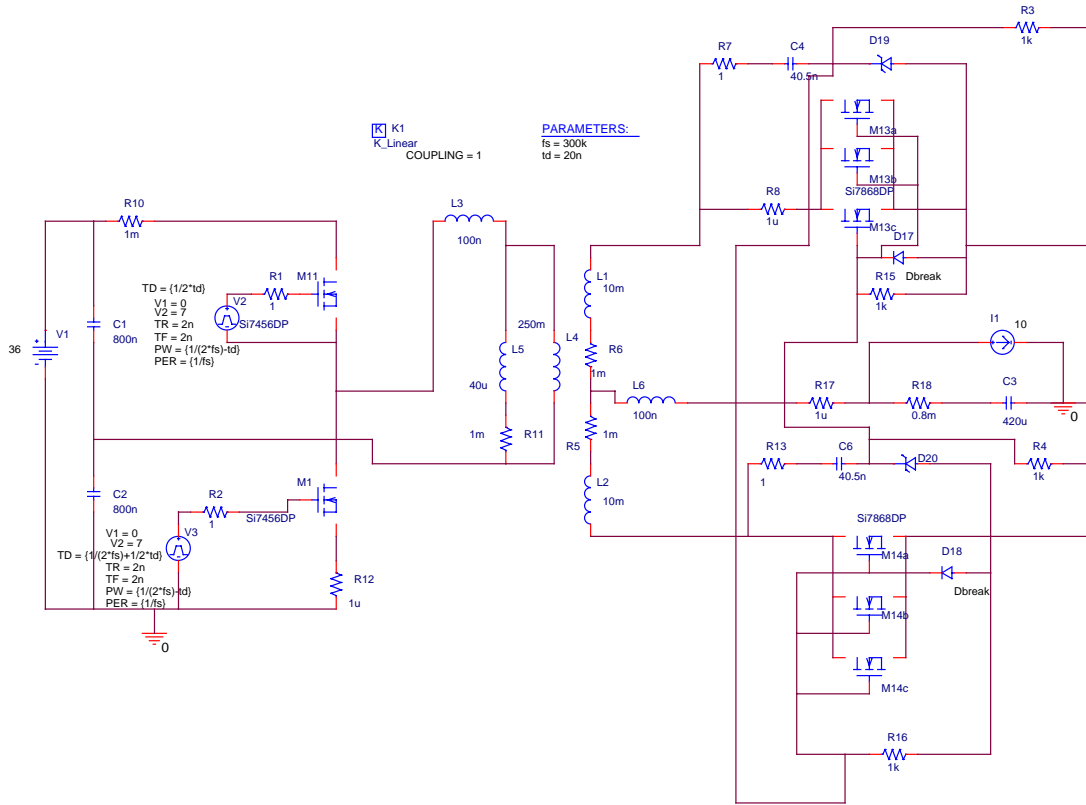 R3
1k
R7
1
C4
40.5n
D19
K K1
K_Linear
COUPLING = 1
PARAMETERS:
fs = 300k
td = 20n
M13a
M13b
Si7868DP
M13c
R8
1u
D17
Dbreak
R15
1k
L3
100n
R10
1m
TD = {1/2*td}
V1 = 0
V2 = 7
TR = 2n
TF = 2n
PW = {1/(2*fs)-td}
PER = {1/fs}
V2
R1
1
M11
Si7456DP
36
V1
C1
800n
250m
L5
L4
40u
1m
R11
L1
10m
R6
1m
L6
100n
R5
1m
L2
10m
I1
10
R17
1u
R18
0.8m
C3
420u
0
R13
1
C6
40.5n
D20
R4
1k
C2
800n
R2
1
M1
Si7456DP
V3
V1 = 0
V2 = 7
TD = {1/(2*fs)+1/2*td}
TR = 2n
TF = 2n
PW = {1/(2*fs)-td}
PER = {1/fs}
R12
1u
0
Si7868DP
M14a
D18
Dbreak
M14b
M14c
R16
1k